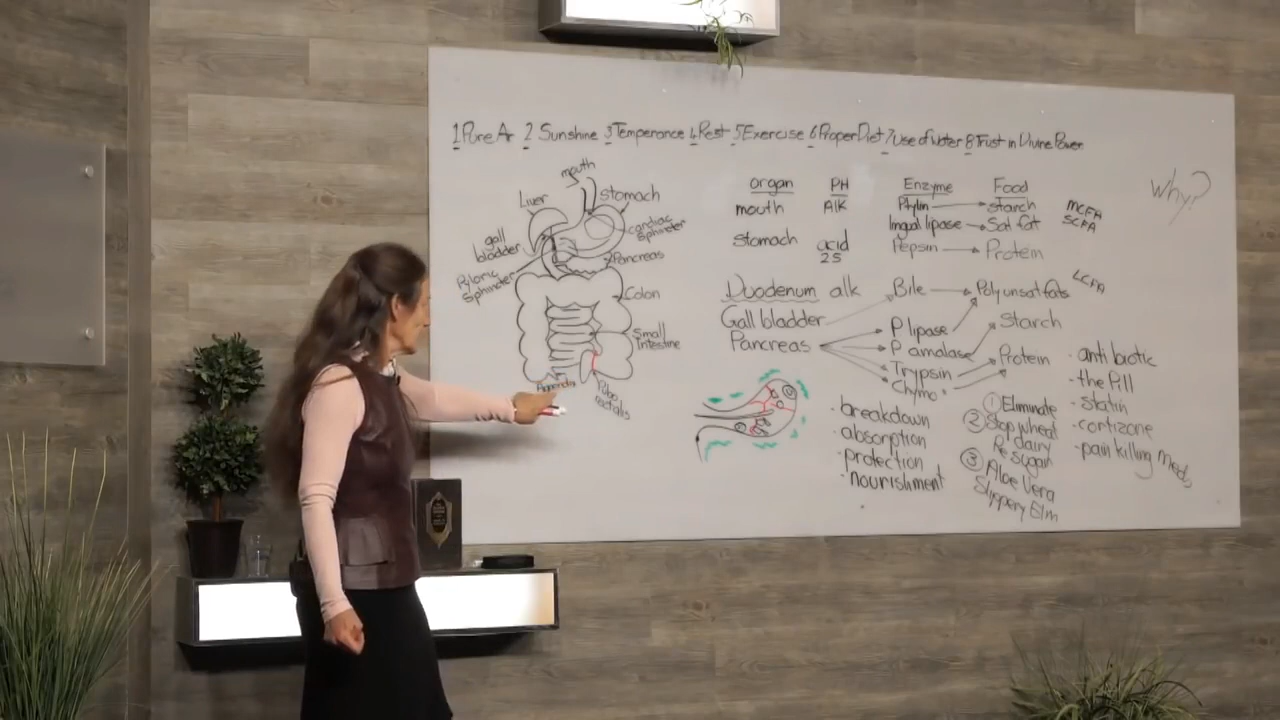 1 Pure Air 2 Sunshine 3 Temperance 4 Rest 5 Exercise 6 Proper Diet 7 Use of Water 8 Trust in Divine Power
mouth
Liver
Stomach
cardiac
Sphincter
gall
bladder
Pancreas
Pyloric
Sphincter
Colon
Small
Intestine
Appendix
Pubo
rectalis
organ PH Enzyme Food
mouth Alk Ptylin starch MCFA
lingual lipase Sat fat SCFA
stomach acid Pepsin Protein
25
Why?
Duodenum alk Bile Polyunsat fats LCFA
Gall bladder
Pancreas
P lipase Starch
P amalase Protein
Trypsin
Chymo
· breakdown
· absorption
· protection
· nourishment
① Eliminate
② Stop wheat
dairy
Re sugar
③ Aloe Vera
Slippery Elm
· anti biotic
· the Pill
· statin
· cortizone
· pain killing meds